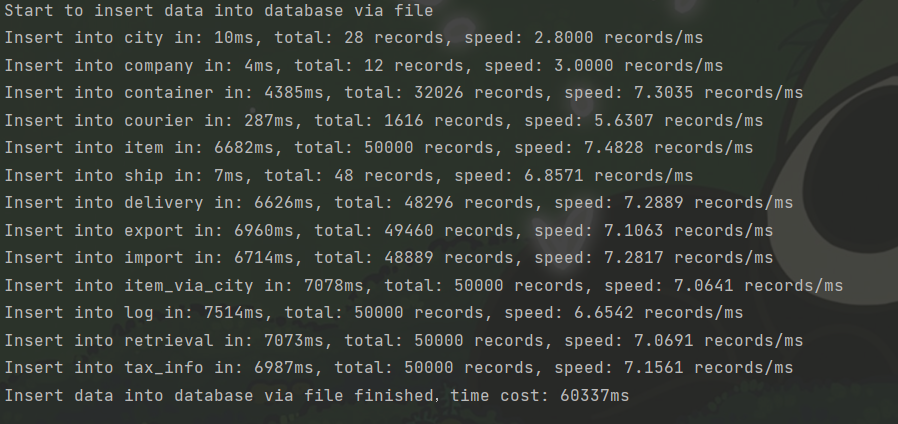 Start to insert data into database via file
Insert into city in: 10ms, total: 28 records, speed: 2.8000 records/ms
Insert into company in: 4ms, total: 12 records, speed: 3.0000 records/ms
Insert into container in: 4385ms, total: 32026 records, speed: 7.3035 records/ms
Insert into courier in: 287ms, total: 1616 records, speed: 5.6307 records/ms
Insert into item in: 6682ms, total: 50000 records, speed: 7.4828 records/ms
Insert into ship in: 7ms, total: 48 records, speed: 6.8571 records/ms
Insert into delivery in: 6626ms, total: 48296 records, speed: 7.2889 records/ms
Insert into export in: 6960ms, total: 49460 records, speed: 7.1063 records/ms
Insert into import in: 6714ms, total: 48889 records, speed: 7.2817 records/ms
Insert into item_via_city in: 7078ms, total: 50000 records, speed: 7.0641 records/ms
Insert into log in: 7514ms, total: 50000 records, speed: 6.6542 records/ms
Insert into retrieval in: 7073ms, total: 50000 records, speed: 7.0691 records/ms
Insert into tax_info in: 6987ms, total: 50000 records, speed: 7.1561 records/ms
Insert data into database via file finished, time cost: 60337ms